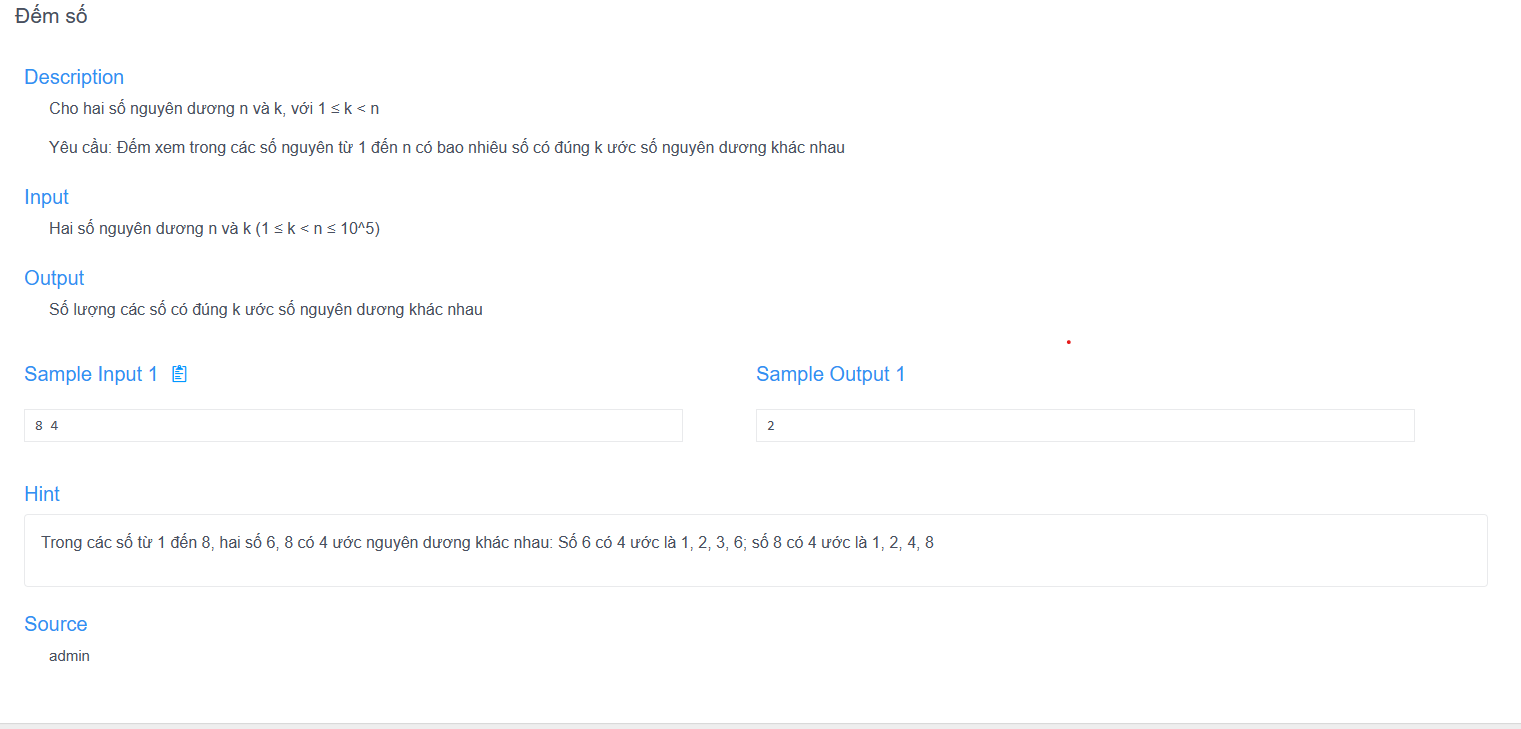 Đếm số
Description
Cho hai số nguyên dương n và k, với 1 ≤ k < n
Yêu cầu: Đếm xem trong các số nguyên từ 1 đến n có bao nhiêu số có đúng k ước số nguyên dương khác nhau
Input
Hai số nguyên dương n và k (1 ≤ k < n ≤ 10^5)
Output
Số lượng các số có đúng k ước số nguyên dương khác nhau
Sample Input 1
Sample Output 1
8 4
2
Hint
Trong các số từ 1 đến 8, hai số 6, 8 có 4 ước nguyên dương khác nhau: Số 6 có 4 ước là 1, 2, 3, 6; số 8 có 4 ước là 1, 2, 4, 8
Source
admin